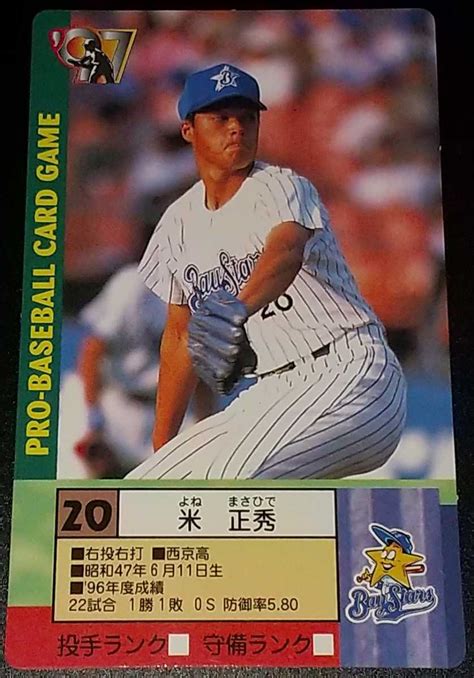 '97
PRO-BASEBALL CARD GAME
B
BayStars
20
20
よね まさひで
米 正秀
■右投右打 ■西京高
■昭和47年6月11日生
■'96年度成績
22試合 1勝1敗 0S 防御率5.80
BayStars
投手ランク 守備ランク